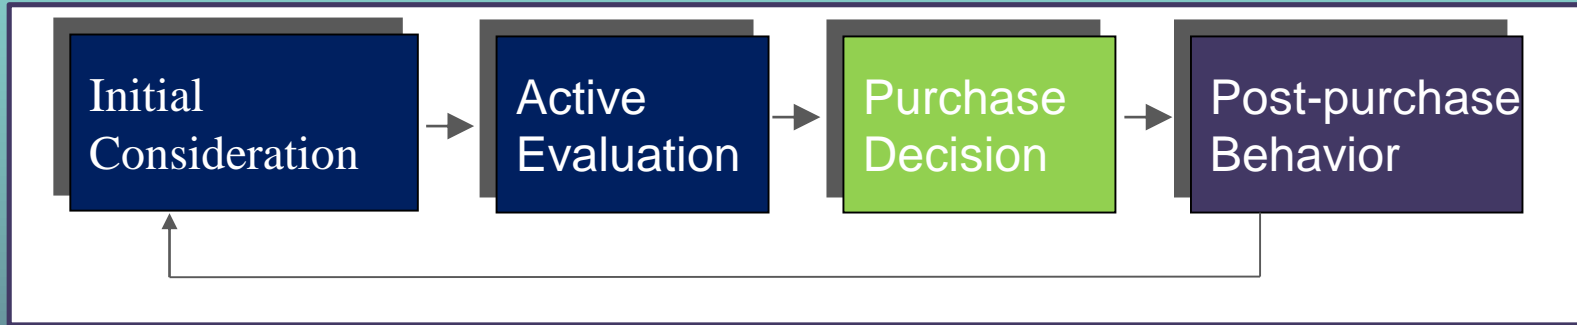 Initial
Consideration
Active
Evaluation
Purchase
Decision
Post-purchase
Behavior